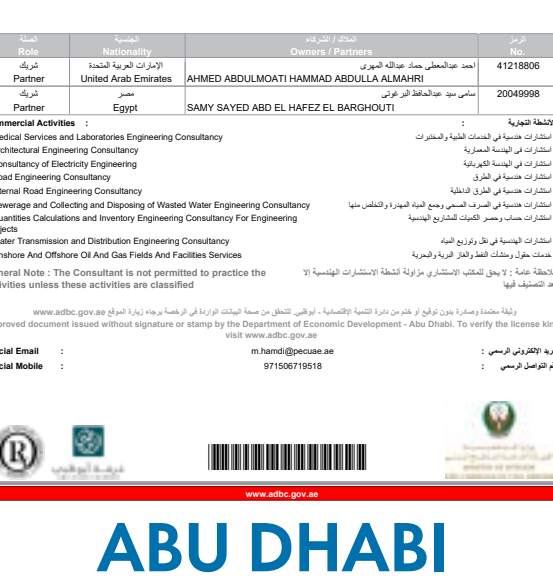 الصفة الجنسية الملاك / الشركاء الرمز
Role Nationality Owners / Partners No.
شريك الإمارات العربية المتحدة احمد عبدالمعطى حماد عبدالله المهرى 41218806
Partner United Arab Emirates AHMED ABDULMOATI HAMMAD ABDULLA ALMAHRI
شريك مصر سامى سيد عبدالحافظ البرغوتى 20049998
Partner Egypt SAMY SAYED ABD EL HAFEZ EL BARGHOUTI
mmercial Activities : : لأنشطة التجارية
edical Services and Laboratories Engineering Consultancy استشارات هندسية في الخدمات الطبية والمختبرات
chitectural Engineering Consultancy استشارات في الهندسة المعمارية
onsultancy of Electricity Engineering استشارات في الهندسة الكهربائية
oad Engineering Consultancy استشارات هندسية في الطرق
ternal Road Engineering Consultancy استشارات هندسية في الطرق الداخلية
ewerage and Collecting and Disposing of Wasted Water Engineering Consultancy استشارات هندسية في الصرف الصحي وجمع المياه المهدرة والتخلص منها
uantities Calculations and Inventory Engineering Consultancy For Engineering استشارات حساب وحصر الكميات للمشاريع الهندسية
jects
ater Transmission and Distribution Engineering Consultancy استشارات الهندسية في نقل وتوزيع المياه
nshore And Offshore Oil And Gas Fields And Facilities Services خدمات حقول ومنشآت النفط والغاز البرية والبحرية
neral Note : The Consultant is not permitted to practice the لاحظة عامة : لا يحق للمكتب الاستشاري مزاولة أنشطة الاستشارات الهندسية إلا
tivities unless these activities are classified عد التصنيف فيها
وثيقة معتمدة وصادرة بدون توقيع أو ختم من دائرة التنمية الإقتصادية - أبوظبي. للتحقق من صحة البيانات الواردة في الرخصة برجاء زيارة الموقع www.adbc.gov.ae
proved document issued without signature or stamp by the Department of Economic Development - Abu Dhabi. To verify the license kin
visit www.adbc.gov.ae
cial Email : m.hamdi@pecuae.ae ريد الإلكتروني الرسمي :
cial Mobile : 971506719518 م التواصل الرسمي :
R
غرفة أبوظبي
www.adbc.gov.ae
ABU DHABI